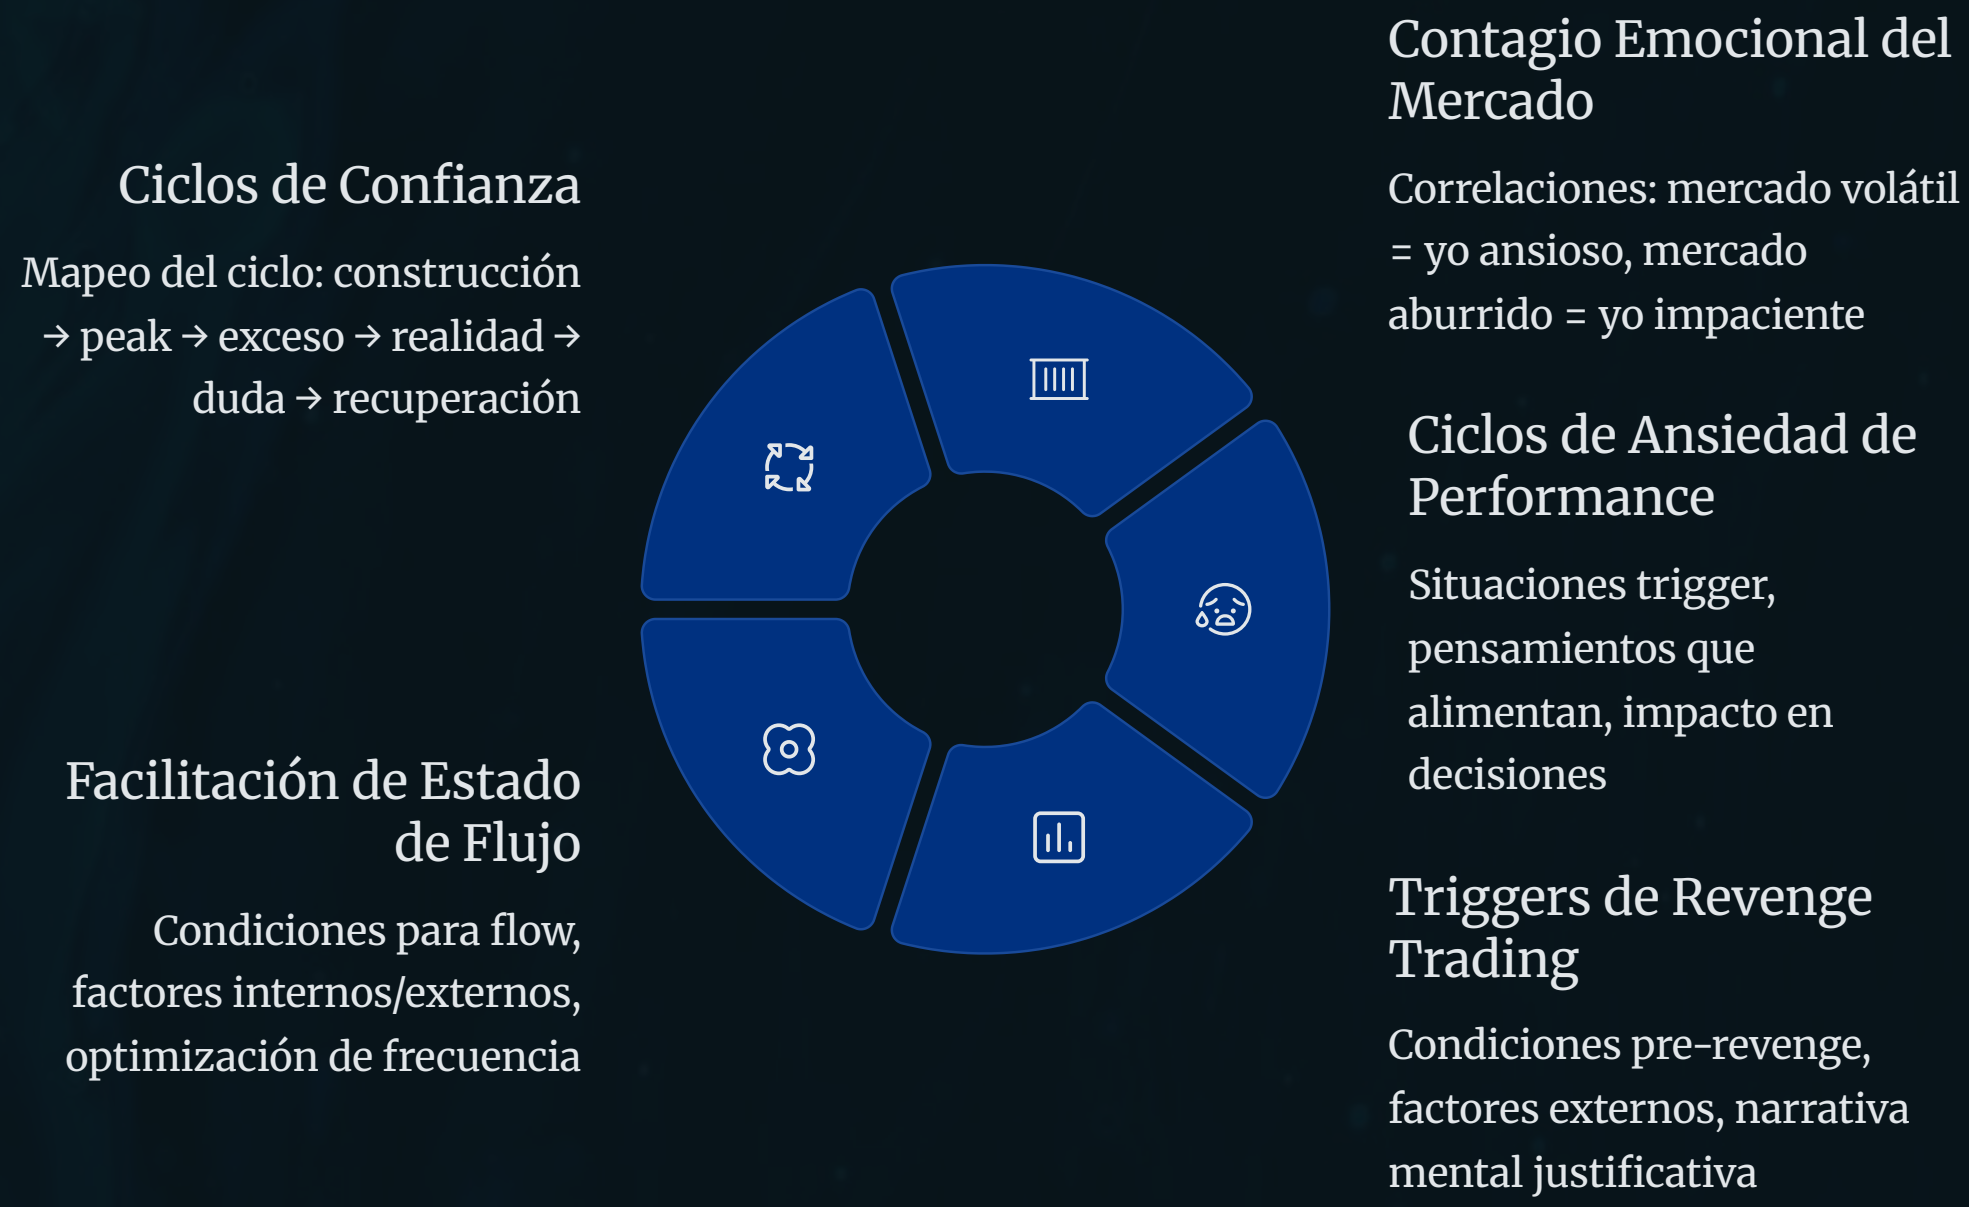 Contagio Emocional del
Mercado
Correlaciones: mercado volátil
= yo ansioso, mercado
aburrido = yo impaciente
Ciclos de Ansiedad de
Performance
Situaciones trigger,
pensamientos que
alimentan, impacto en
decisiones
Triggers de Revenge
Trading
Condiciones pre-revenge,
factores externos, narrativa
mental justificativa
Facilitación de Estado
de Flujo
Condiciones para flow,
factores internos/externos,
optimización de frecuencia
Ciclos de Confianza
Mapeo del ciclo: construcción
→ peak → exceso → realidad →
duda → recuperación